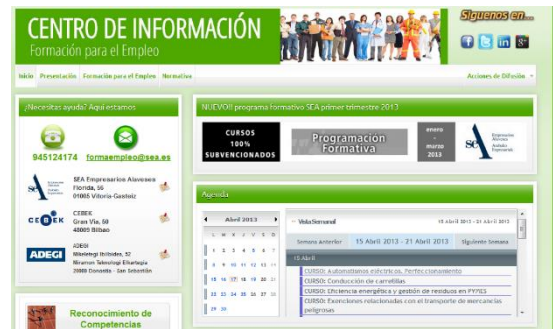 CENTRO DE INFORMACIÓN
Formación para el Empleo
Síguenos en...
Inicio Presentación Formación para el Empleo Normativa
Acciones de Difusión
¿Necesitas ayuda? Aquí estamos
945124174 formaempleo@sea.es
sea
SEA Empresarios Alaveses
Florida, 56
01005 Vitoria-Gasteiz
CEBEK
CEBEK
Gran Vía, 50
48009 Bilbao
ADEGI
ADEGI
Mikeletegi Ibilbidea, 52
Miramon Teknologi Elkartegia
20009 Donostia - San Sebastián
Reconocimiento de
Competencias
NUEVO!! programa formativo SEA primer trimestre 2013
CURSOS
100%
SUBVENCIONADOS
Programación
Formativa
enero
-
marzo
2013
sea
Empresarios
Alaveses
Agenda
Abril 2013
L M X J V S D
1 2 3 4 5 6 7
8 9 10 11 12 13 14
15 16 17 18 19 20 21
22 23 24 25 26 27 28
29 30
Vista Semanal
15 Abril 2013 - 21 Abril 2013
Semana Anterior 15 Abril 2013 - 21 Abril 2013 Siguiente Semana
15 Abril
CURSO: Automatismos eléctricos. Perfeccionamiento
CURSO: Conducción de carretillas
CURSO: Eficiencia energética y gestión de residuos en PYMES
CURSO: Exenciones relacionadas con el transporte de mercancías
peligrosas